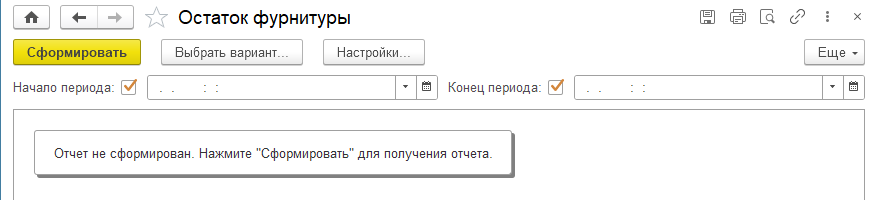 Остаток фурнитуры
Сформировать Выбрать вариант... Настройки... Еще
Начало периода: . . : : Конец периода: . . : :
Отчет не сформирован. Нажмите "Сформировать" для получения отчета.